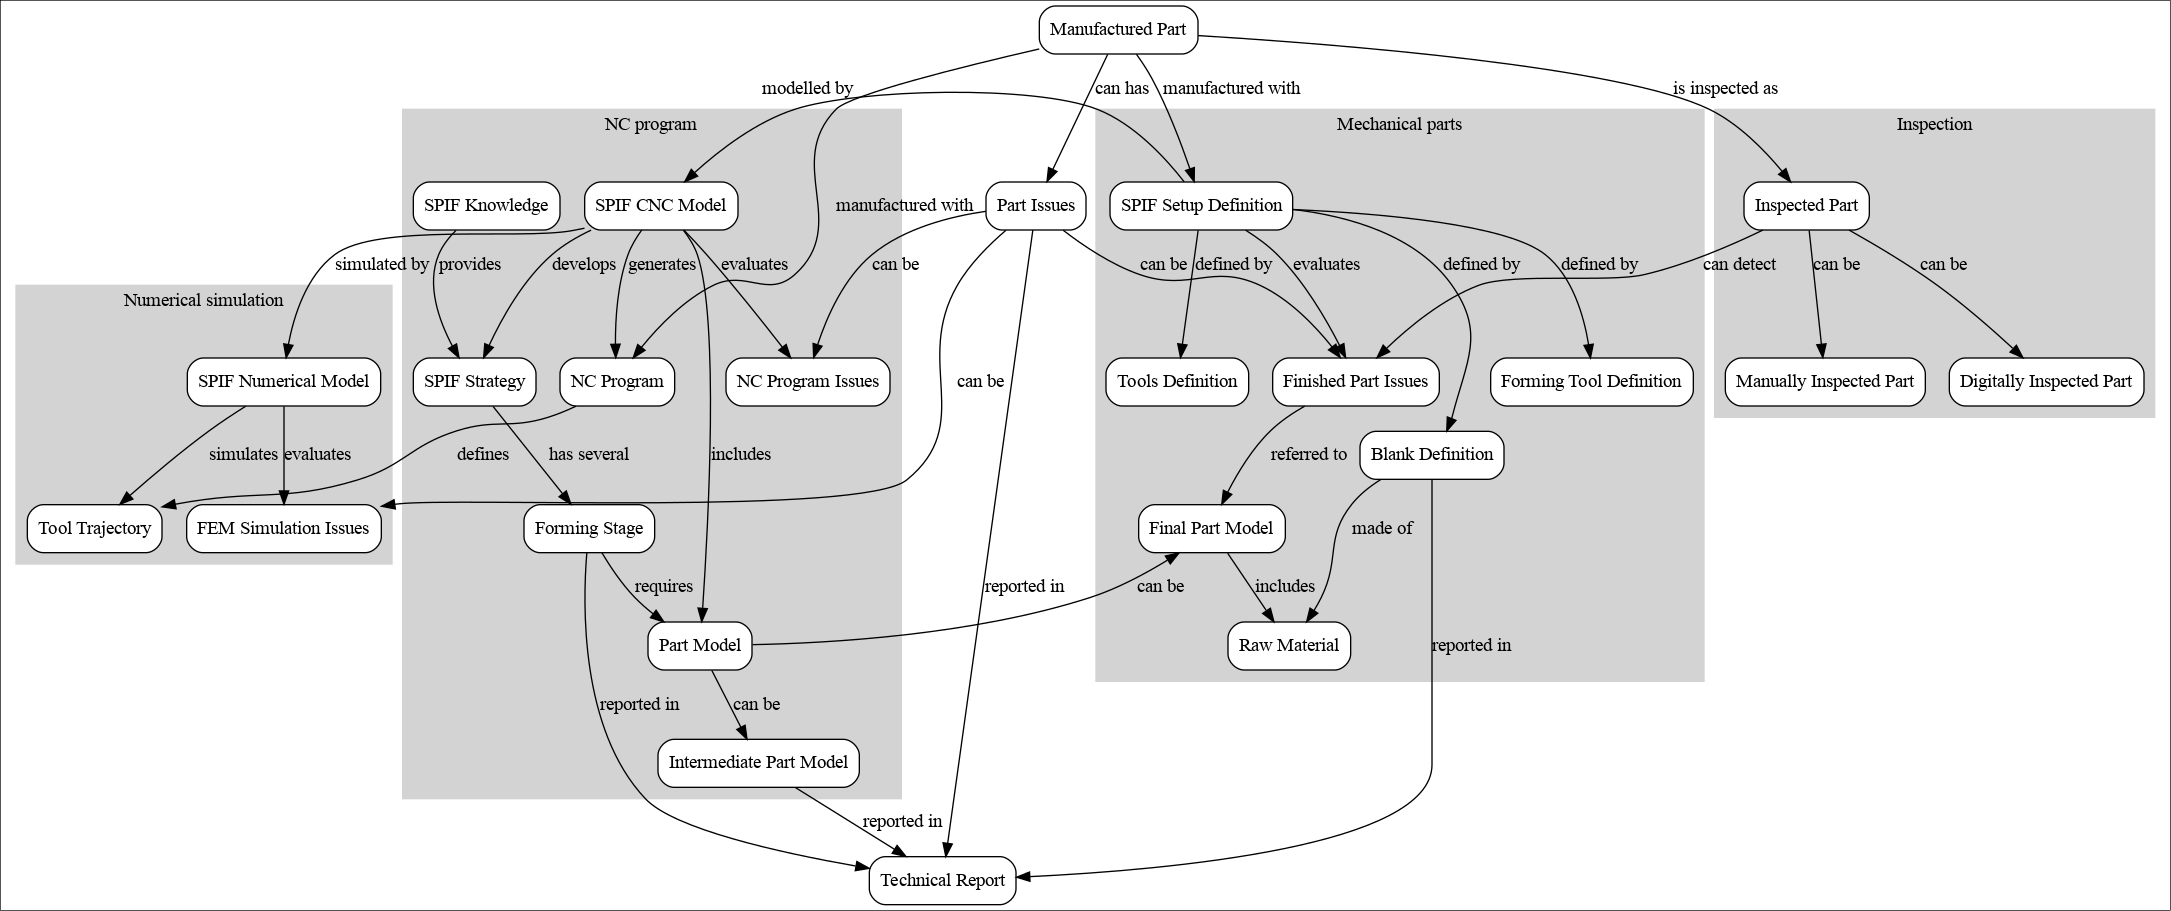 Manufactured Part
modelled by
can has
manufactured with
is inspected as
NC program
Mechanical parts
Inspection
SPIF Knowledge
SPIF CNC Model
manufactured with
Part Issues
SPIF Setup Definition
Inspected Part
simulated by
provides
develops
generates
evaluates
can be
can be
defined by
evaluates
defined by
defined by
can detect
can be
can be
Numerical simulation
SPIF Numerical Model
SPIF Strategy
NC Program
NC Program Issues
can be
Tools Definition
Finished Part Issues
Forming Tool Definition
Manually Inspected Part
Digitally Inspected Part
simulates
evaluates
defines
has several
includes
referred to
Blank Definition
Tool Trajectory
FEM Simulation Issues
Forming Stage
Final Part Model
made of
requires
reported in
can be
includes
Part Model
Raw Material
reported in
reported in
can be
Intermediate Part Model
reported in
Technical Report